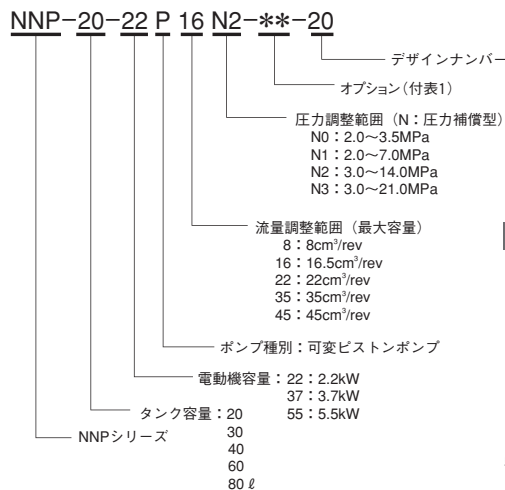 NNP-20-22 P 16 N2-**-20
デザインナンバー
オプション(付表1)
圧力調整範囲(N:圧力補償型)
N0:2.0〜3.5MPa
N1:2.0〜7.0MPa
N2:3.0〜14.0MPa
N3:3.0〜21.0MPa
流量調整範囲(最大容量)
8:8cm³/rev
16:16.5cm³/rev
22:22cm³/rev
35:35cm³/rev
45:45cm³/rev
ポンプ種別:可変ピストンポンプ
電動機容量:22:2.2kW
37:3.7kW
55:5.5kW
タンク容量:20
30
40
60
80 ℓ
NNPシリーズ